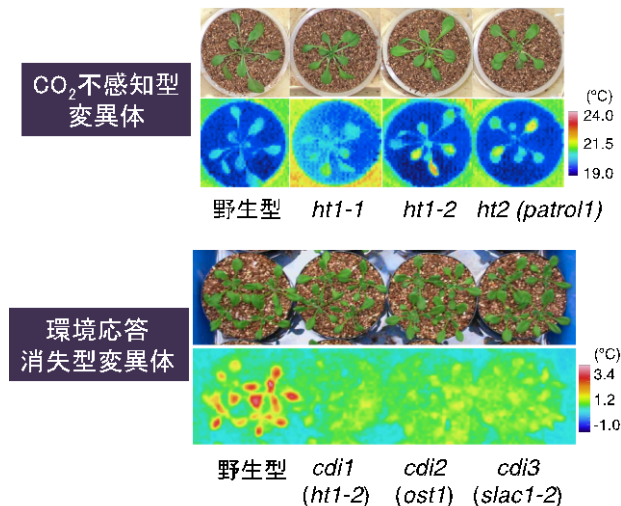 CO₂不感知型
変異体
(°C)
24.0
21.5
19.0
野生型 ht1-1 ht1-2 ht2 (patrol1)
環境応答
消失型変異体
(°C)
3.4
1.2
-1.0
野生型 cdi1 cdi2 cdi3
(ht1-2) (ost1) (slac1-2)